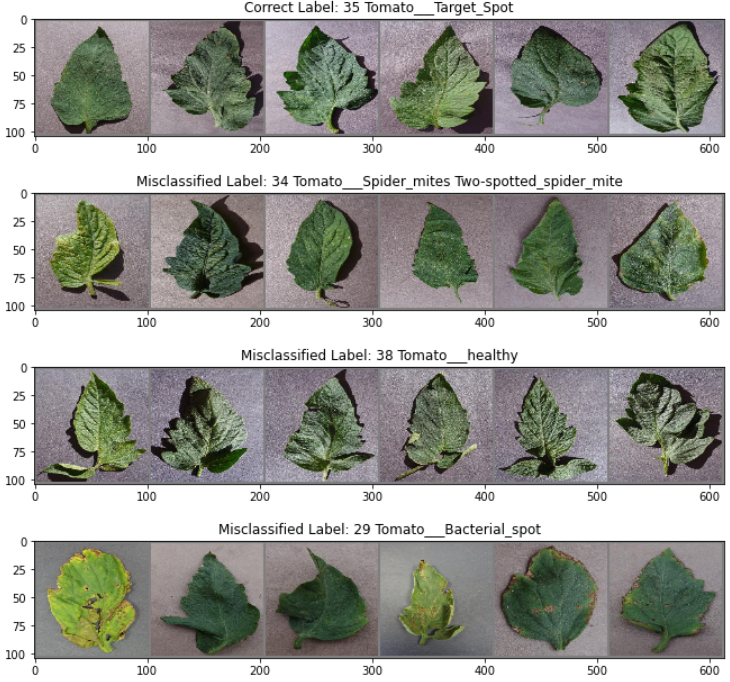 Correct Label: 35 Tomato___Target_Spot
0
25
50
75
100
0 100 200 300 400 500 600
Misclassified Label: 34 Tomato___Spider_mites Two-spotted_spider_mite
0
25
50
75
100
0 100 200 300 400 500 600
Misclassified Label: 38 Tomato___healthy
0
25
50
75
100
0 100 200 300 400 500 600
Misclassified Label: 29 Tomato___Bacterial_spot
0
25
50
75
100
0 100 200 300 400 500 600